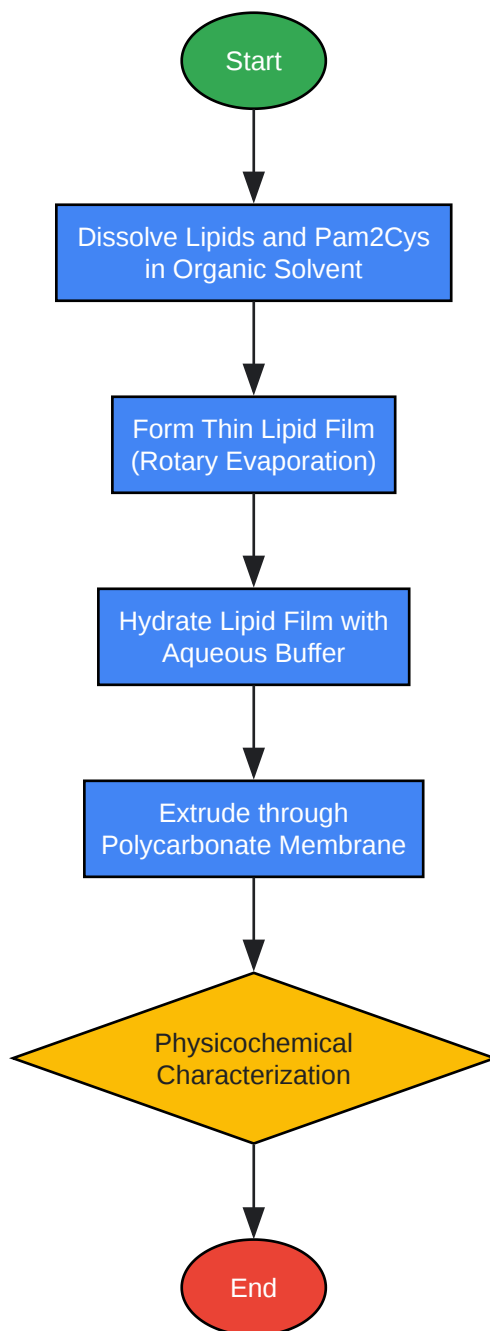 Start
Dissolve Lipids and Pam2Cys
in Organic Solvent
Form Thin Lipid Film
(Rotary Evaporation)
Hydrate Lipid Film with
Aqueous Buffer
Extrude through
Polycarbonate Membrane
Physicochemical
Characterization
End